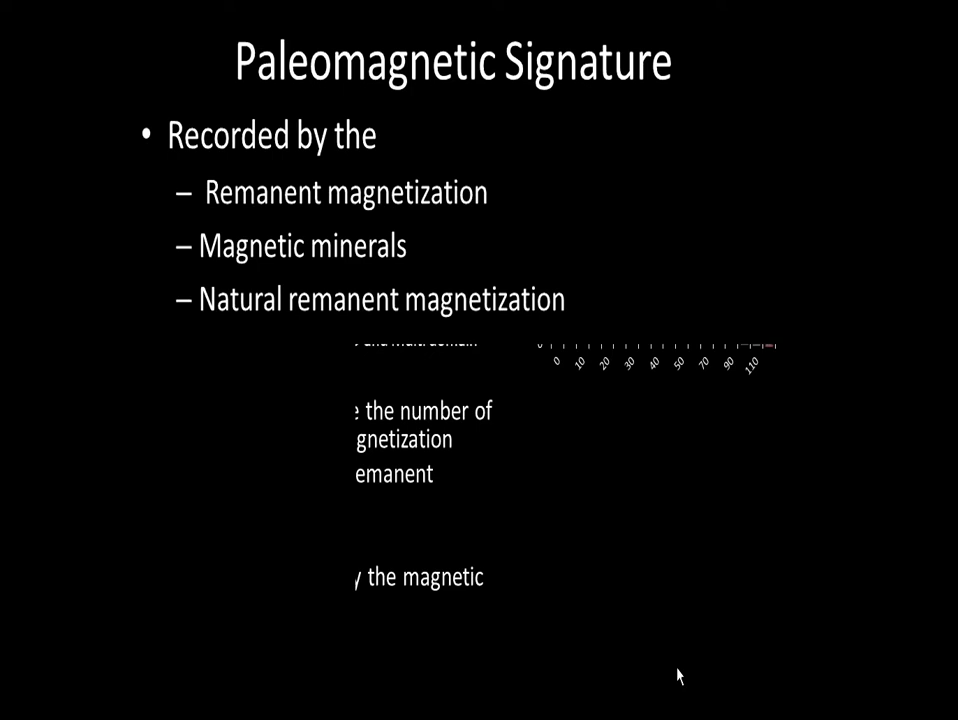 Paleomagnetic Signature
• Recorded by the
– Remanent magnetization
– Magnetic minerals
– Natural remanent magnetization
0 10 20 30 40 50 70 90 110
the number of
gnetization
emanent
the magnetic